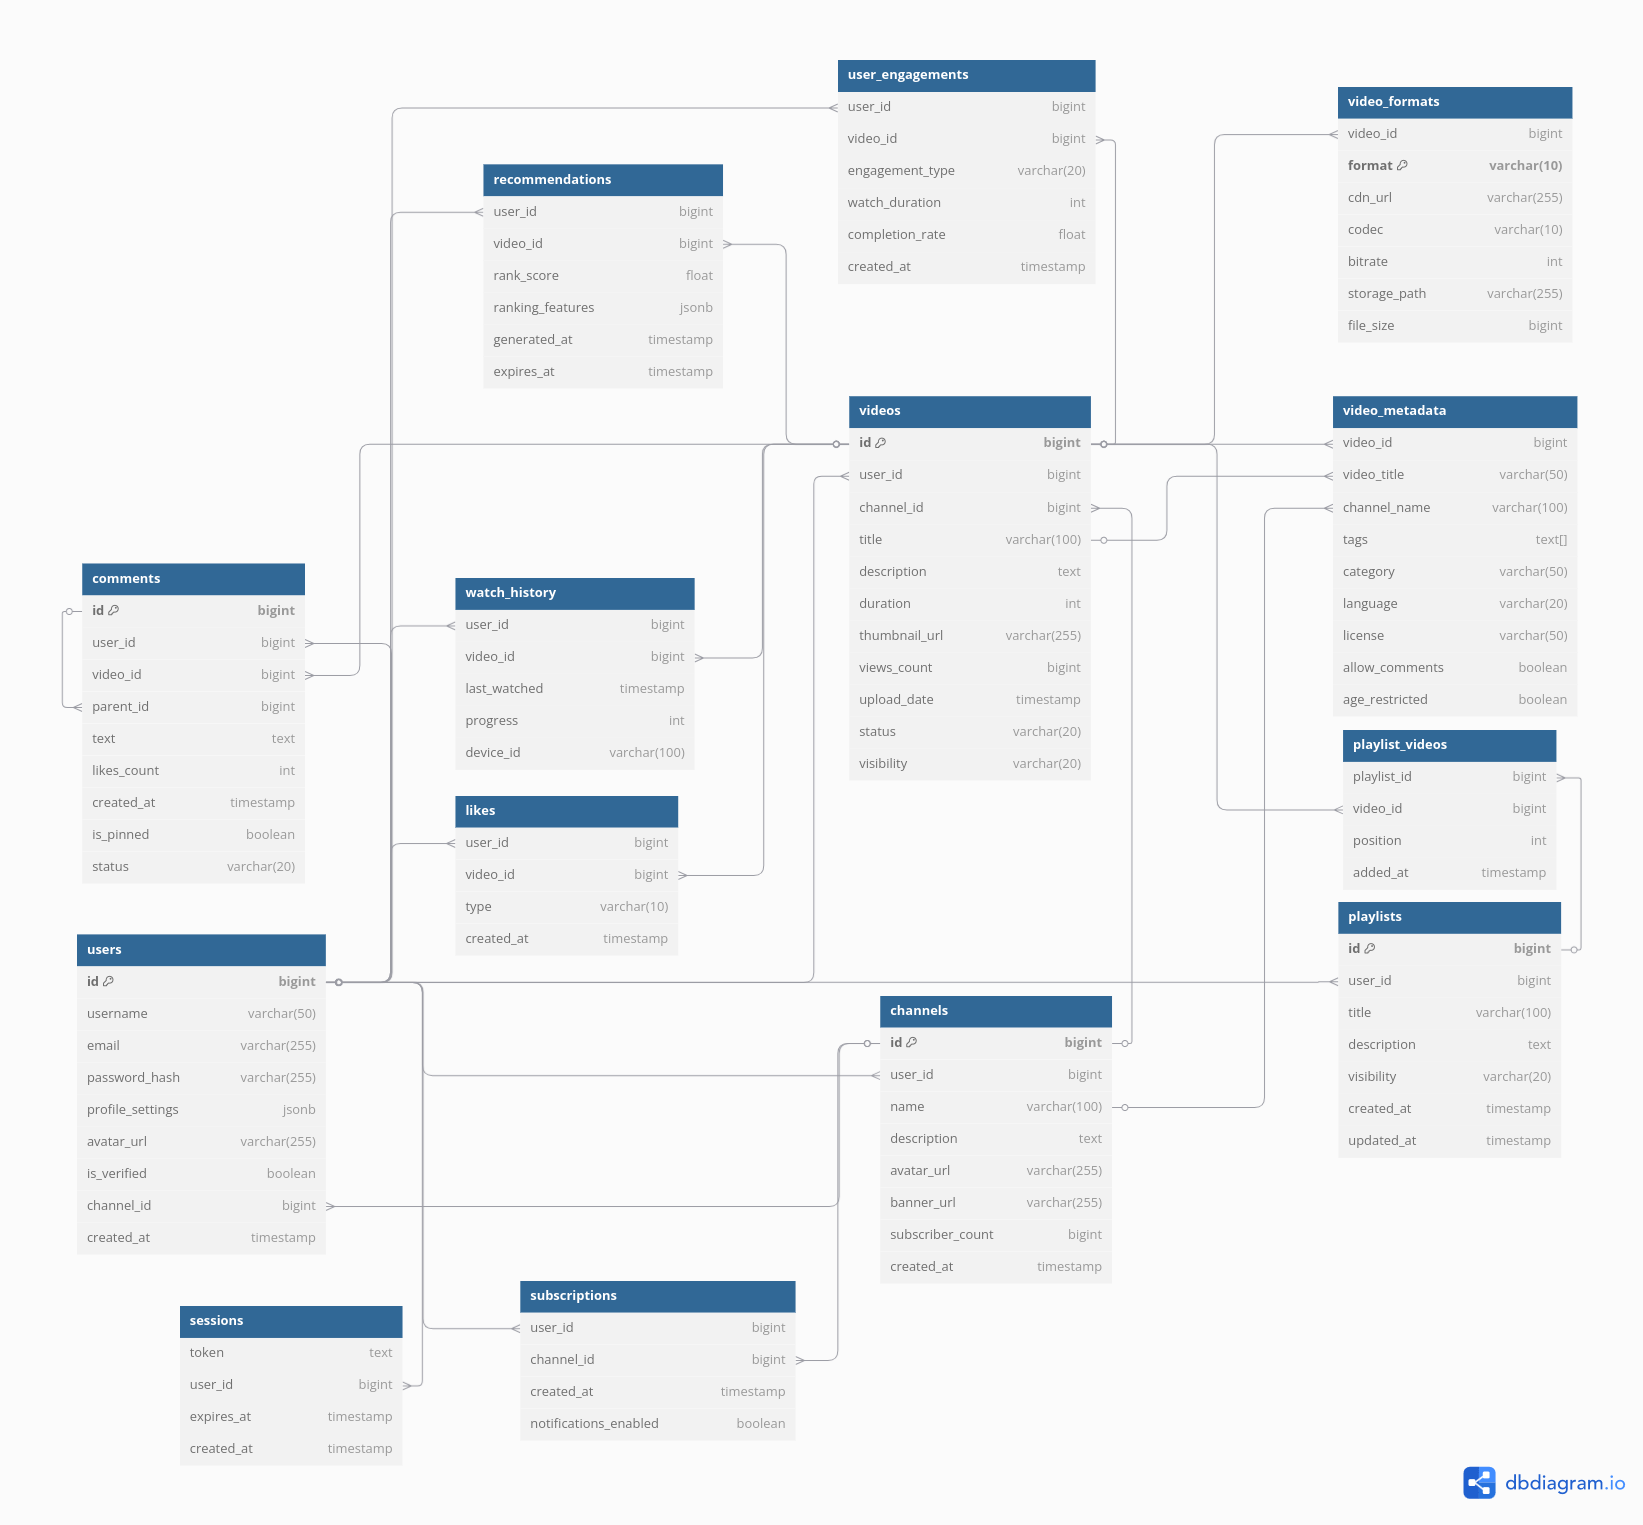 user_engagements
user_id bigint
video_id bigint
engagement_type varchar(20)
watch_duration int
completion_rate float
created_at timestamp
video_formats
video_id bigint
format varchar(10)
cdn_url varchar(255)
codec varchar(10)
bitrate int
storage_path varchar(255)
file_size bigint
recommendations
user_id bigint
video_id bigint
rank_score float
ranking_features jsonb
generated_at timestamp
expires_at timestamp
videos
id bigint
user_id bigint
channel_id bigint
title varchar(100)
description text
duration int
thumbnail_url varchar(255)
views_count bigint
upload_date timestamp
status varchar(20)
visibility varchar(20)
video_metadata
video_id bigint
video_title varchar(50)
channel_name varchar(100)
tags text[]
category varchar(50)
language varchar(20)
license varchar(50)
allow_comments boolean
age_restricted boolean
comments
id bigint
user_id bigint
video_id bigint
parent_id bigint
text text
likes_count int
created_at timestamp
is_pinned boolean
status varchar(20)
watch_history
user_id bigint
video_id bigint
last_watched timestamp
progress int
device_id varchar(100)
likes
user_id bigint
video_id bigint
type varchar(10)
created_at timestamp
playlist_videos
playlist_id bigint
video_id bigint
position int
added_at timestamp
playlists
id bigint
user_id bigint
title varchar(100)
description text
visibility varchar(20)
created_at timestamp
updated_at timestamp
users
id bigint
username varchar(50)
email varchar(255)
password_hash varchar(255)
profile_settings jsonb
avatar_url varchar(255)
is_verified boolean
channel_id bigint
created_at timestamp
channels
id bigint
user_id bigint
name varchar(100)
description text
avatar_url varchar(255)
banner_url varchar(255)
subscriber_count bigint
created_at timestamp
subscriptions
user_id bigint
channel_id bigint
created_at timestamp
notifications_enabled boolean
sessions
token text
user_id bigint
expires_at timestamp
created_at timestamp
dbdiagram.io